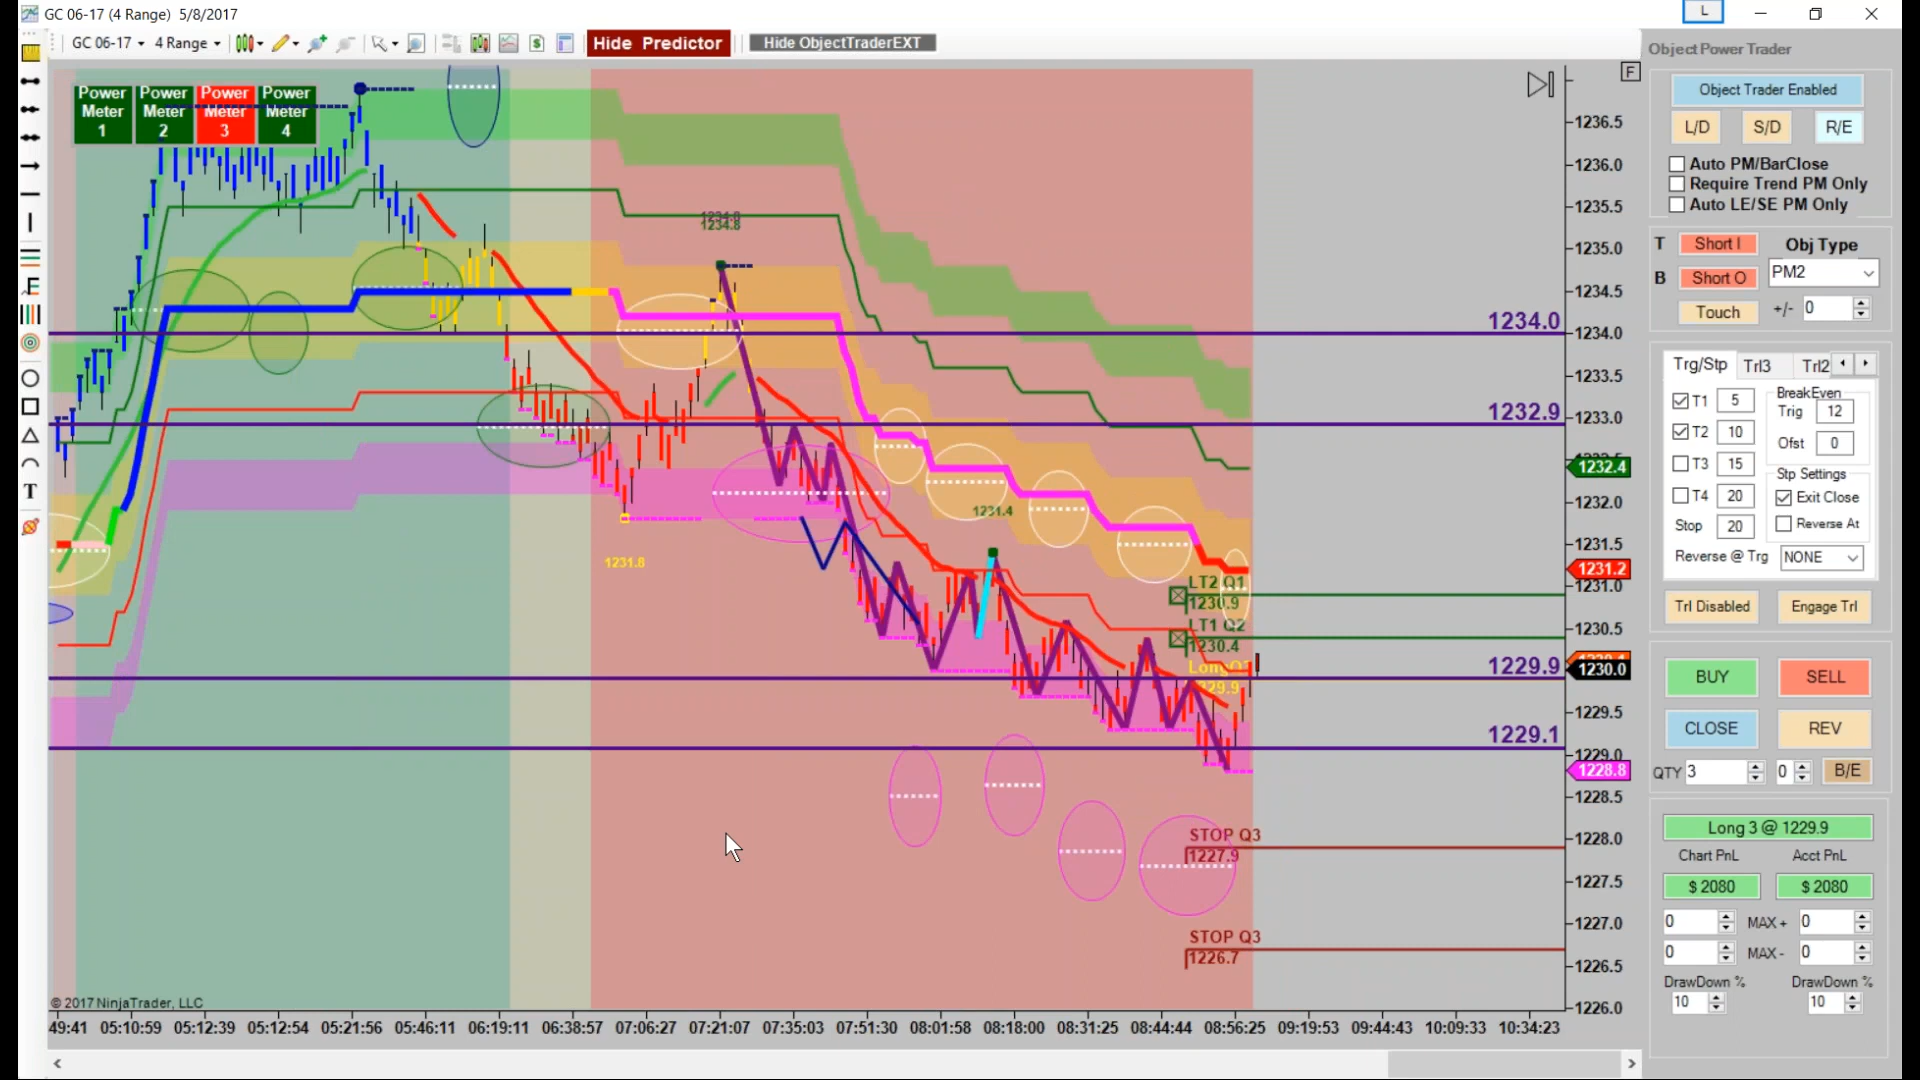 GC 06-17 (4 Range)  5/8/2017
L
GC 06-17
4 Range
Hide Predictor
Hide ObjectTraderEXT
Power Meter 1
Power Meter 2
Power Meter 3
Power Meter 4
F
1234.8
1231.8
1231.4
1234.0
1232.9
1229.9
1229.1
LT2 Q1
1230.9
LT1 Q2
1230.4
STOP Q3
1227.9
STOP Q3
1226.7
1236.5
1236.0
1235.5
1235.0
1234.5
1234.0
1233.5
1233.0
1232.4
1232.0
1231.5
1231.2
1231.0
1230.5
1230.0
1229.5
1229.0
1228.8
1228.5
1228.0
1227.5
1227.0
1226.5
1226.0
© 2017 NinjaTrader, LLC
49:41 05:10:59 05:12:39 05:12:54 05:21:56 05:46:11 06:19:11 06:38:57 07:06:27 07:21:07 07:35:03 07:51:30 08:01:58 08:18:00 08:31:25 08:44:44 08:56:25 09:19:53 09:44:43 10:09:33 10:34:23
T
Object Power Trader
Object Trader Enabled
L/D S/D R/E
Auto PM/BarClose
Require Trend PM Only
Auto LE/SE PM Only
T Short I Obj Type
B Short O PM2
Touch +/- 0
Trg/Stp Trl3 Trl2
T1 5
T2 10
T3 15
T4 20
Stop 20
BreakEven
Trig 12
Ofst 0
Stp Settings
Exit Close
Reverse At
Reverse @ Trg NONE
Trl Disabled Engage Trl
BUY SELL
CLOSE REV
QTY 3 0 B/E
Long 3 @ 1229.9
Chart PnL Acct PnL
$ 2080 $ 2080
0 MAX + 0
0 MAX - 0
DrawDown % DrawDown %
10 10